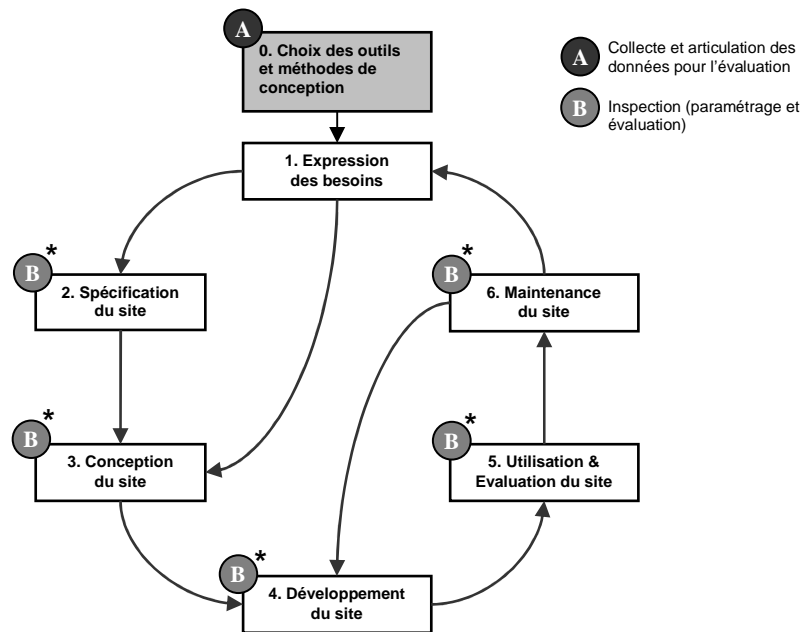 A
0. Choix des outils
et méthodes de
conception
A
Collecte et articulation des
données pour l'évaluation
B
Inspection (paramétrage et
évaluation)
1. Expression
des besoins
B*
2. Spécification
du site
B*
6. Maintenance
du site
B*
3. Conception
du site
B*
5. Utilisation &
Evaluation du site
B*
4. Développement
du site